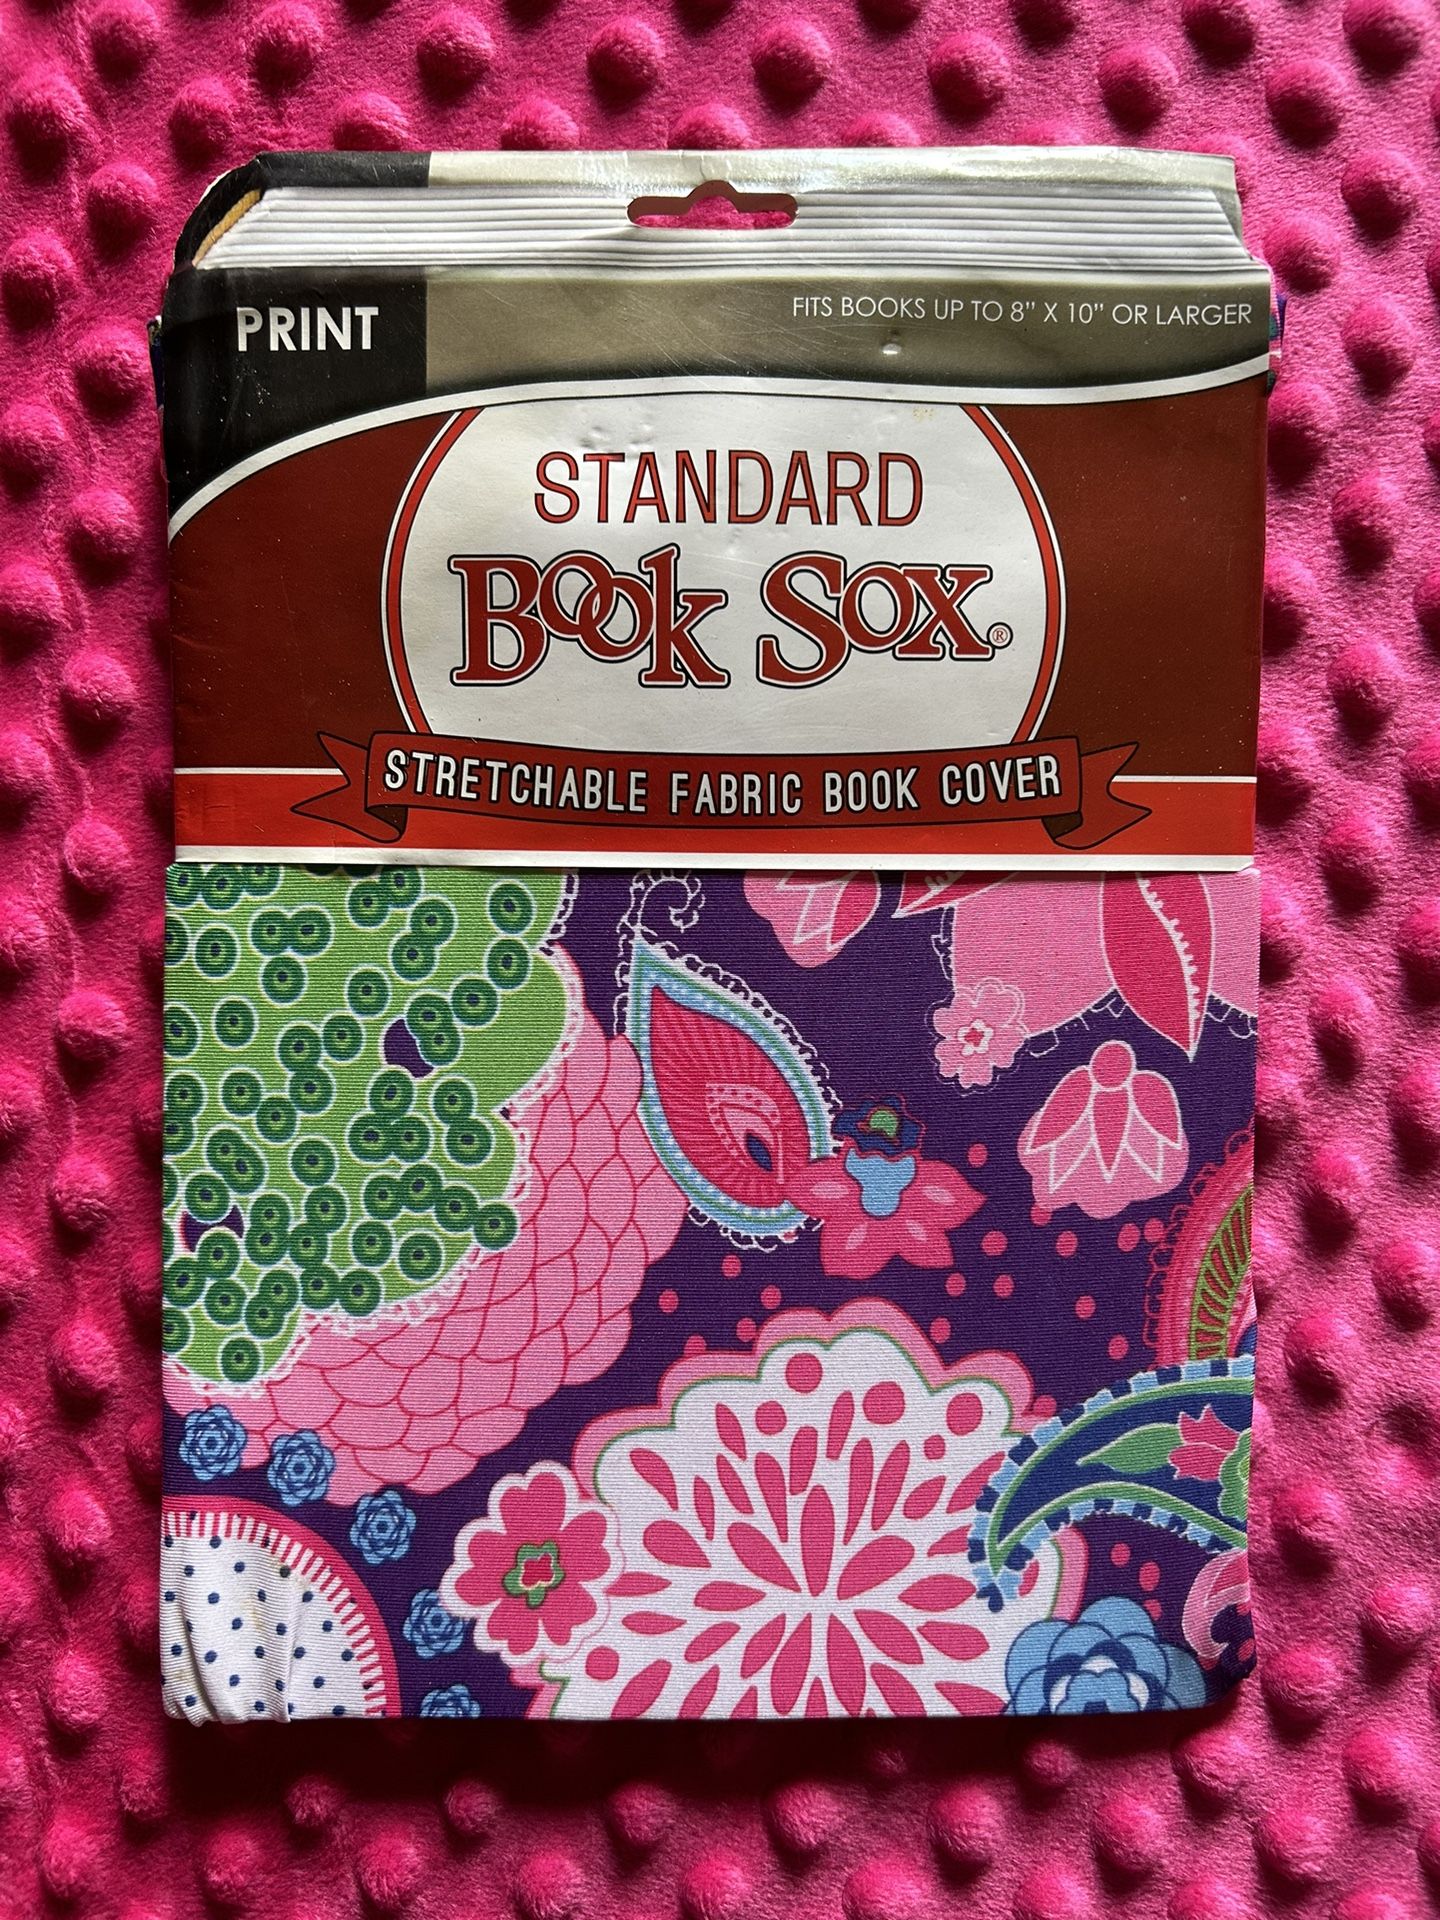 PRINT
FITS BOOKS UP TO 8" X 10" OR LARGER
STANDARD
BOOK SOX®
STRETCHABLE FABRIC BOOK COVER